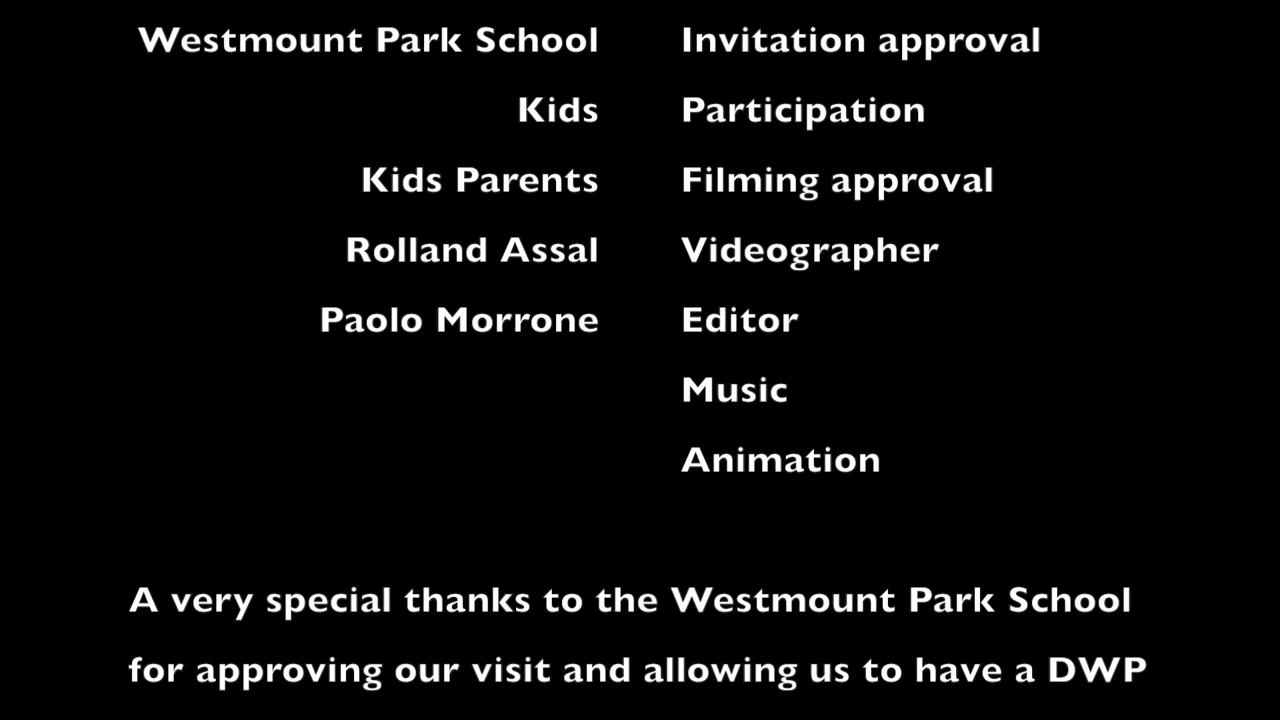 Westmount Park School Invitation approval
Kids Participation
Kids Parents Filming approval
Rolland Assal Videographer
Paolo Morrone Editor
Music
Animation
A very special thanks to the Westmount Park School
for approving our visit and allowing us to have a DWP